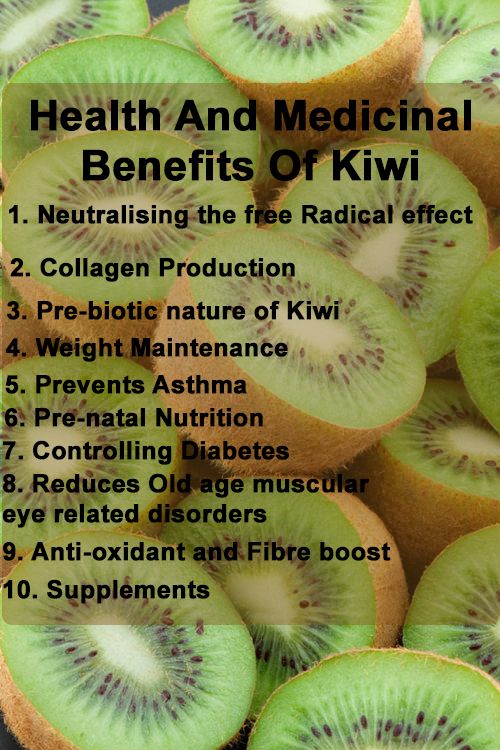 Health And Medicinal
Benefits Of Kiwi
1. Neutralising the free Radical effect
2. Collagen Production
3. Pre-biotic nature of Kiwi
4. Weight Maintenance
5. Prevents Asthma
6. Pre-natal Nutrition
7. Controlling Diabetes
8. Reduces Old age muscular
eye related disorders
9. Anti-oxidant and Fibre boost
10. Supplements